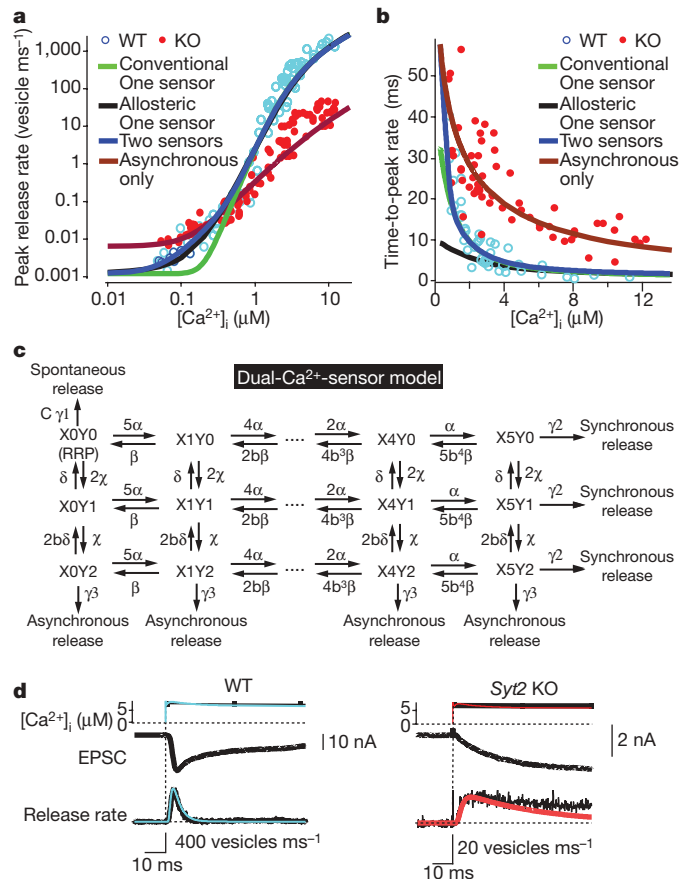 a
WT KO
Conventional
One sensor
Allosteric
One sensor
Two sensors
Asynchronous
only
Peak release rate (vesicle ms⁻¹)
1,000
100
10
1
0.1
0.01
0.001
0.01 0.1 1 10
[Ca²⁺]ᵢ (μM)
b
WT KO
Conventional
One sensor
Allosteric
One sensor
Two sensors
Asynchronous
only
Time-to-peak rate (ms)
60
50
40
30
20
10
0
0 4 8 12
[Ca²⁺]ᵢ (μM)
c
Dual-Ca²⁺-sensor model
Spontaneous
release
C γ1
X0Y0 5α β X1Y0 4α 2bβ .... 2α 4b³β X4Y0 α 5b⁴β X5Y0 γ2 Synchronous
(RRP) release
δ 2χ δ 2χ δ 2χ δ 2χ
X0Y1 5α β X1Y1 4α 2bβ .... 2α 4b³β X4Y1 α 5b⁴β X5Y1 γ2 Synchronous
release
2bδ χ 2bδ χ 2bδ χ 2bδ χ
X0Y2 5α β X1Y2 4α 2bβ .... 2α 4b³β X4Y2 α 5b⁴β X5Y2 γ2 Synchronous
release
γ3 γ3 γ3 γ3
Asynchronous Asynchronous Asynchronous Asynchronous
release release release release
d
WT
[Ca²⁺]ᵢ (μM)
5
0
10 nA
EPSC
Release rate
400 vesicles ms⁻¹
10 ms
Syt2 KO
5
0
2 nA
20 vesicles ms⁻¹
10 ms